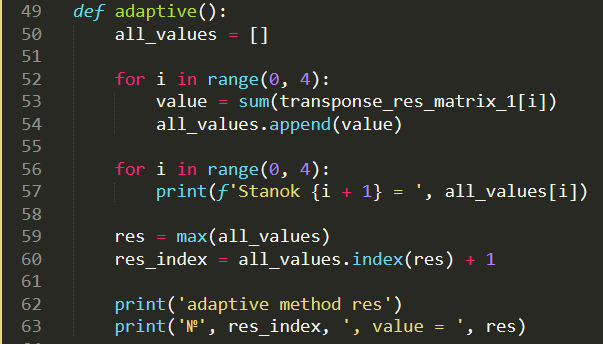 49 def adaptive():
50     all_values = []
51
52     for i in range(0, 4):
53         value = sum(transponse_res_matrix_1[i])
54         all_values.append(value)
55
56     for i in range(0, 4):
57         print(f'Stanok {i + 1} = ', all_values[i])
58
59     res = max(all_values)
60     res_index = all_values.index(res) + 1
61
62     print('adaptive method res')
63     print('№', res_index, ', value = ', res)